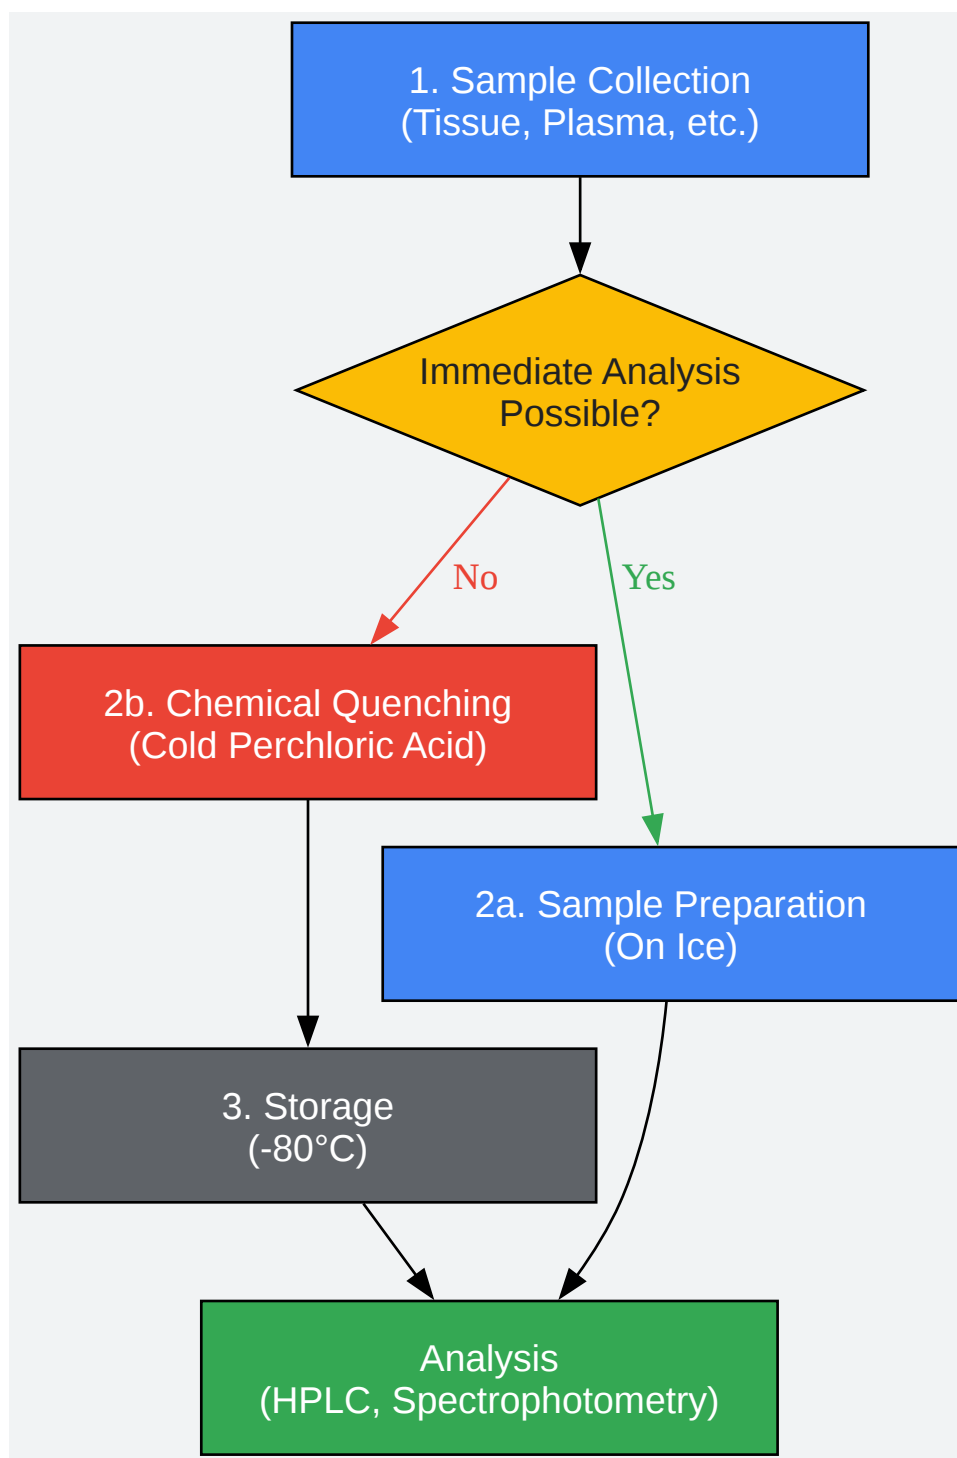 1. Sample Collection
(Tissue, Plasma, etc.)
Immediate Analysis
Possible?
No
Yes
2b. Chemical Quenching
(Cold Perchloric Acid)
2a. Sample Preparation
(On Ice)
3. Storage
(-80°C)
Analysis
(HPLC, Spectrophotometry)